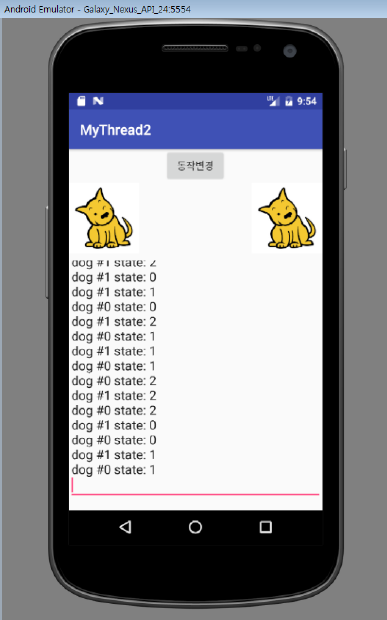 Android Emulator - Galaxy_Nexus_API_24:5554
9:54
MyThread2
동작변경
dog #1 state: 2
dog #1 state: 0
dog #1 state: 1
dog #0 state: 0
dog #1 state: 2
dog #0 state: 1
dog #1 state: 1
dog #0 state: 1
dog #0 state: 2
dog #1 state: 2
dog #0 state: 2
dog #1 state: 0
dog #0 state: 0
dog #1 state: 1
dog #0 state: 1